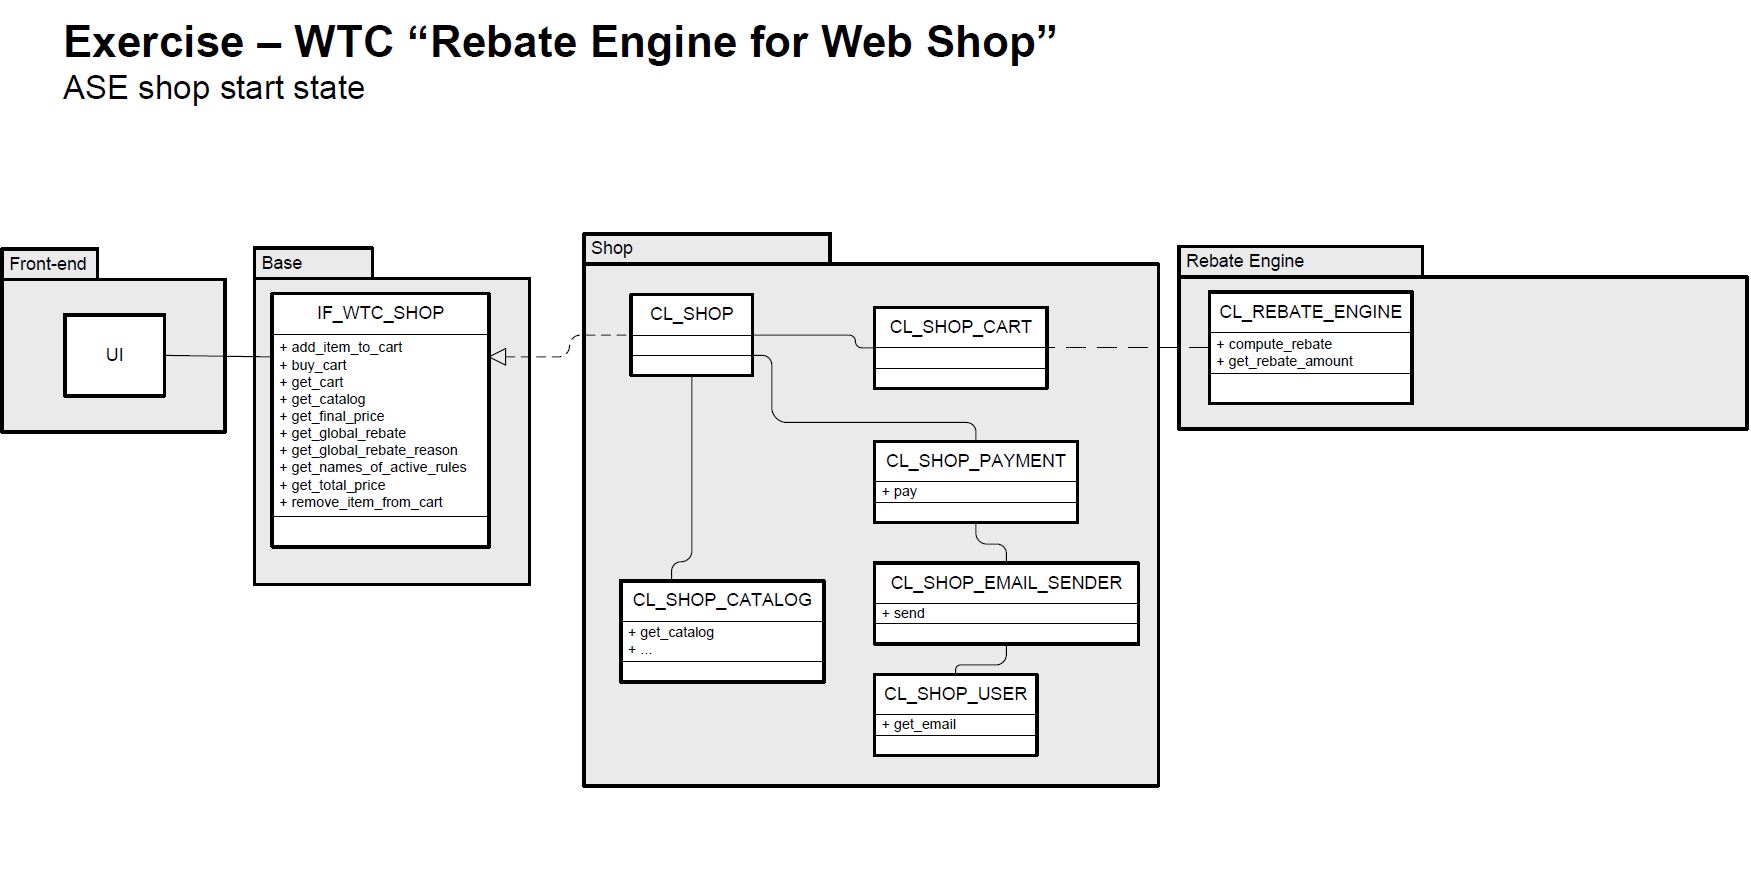 Exercise – WTC “Rebate Engine for Web Shop”
ASE shop start state
Front-end
UI
Base
IF_WTC_SHOP
+ add_item_to_cart
+ buy_cart
+ get_cart
+ get_catalog
+ get_final_price
+ get_global_rebate
+ get_global_rebate_reason
+ get_names_of_active_rules
+ get_total_price
+ remove_item_from_cart
Shop
CL_SHOP
CL_SHOP_CART
CL_SHOP_PAYMENT
+ pay
CL_SHOP_EMAIL_SENDER
+ send
CL_SHOP_CATALOG
+ get_catalog
+ ...
CL_SHOP_USER
+ get_email
Rebate Engine
CL_REBATE_ENGINE
+ compute_rebate
+ get_rebate_amount